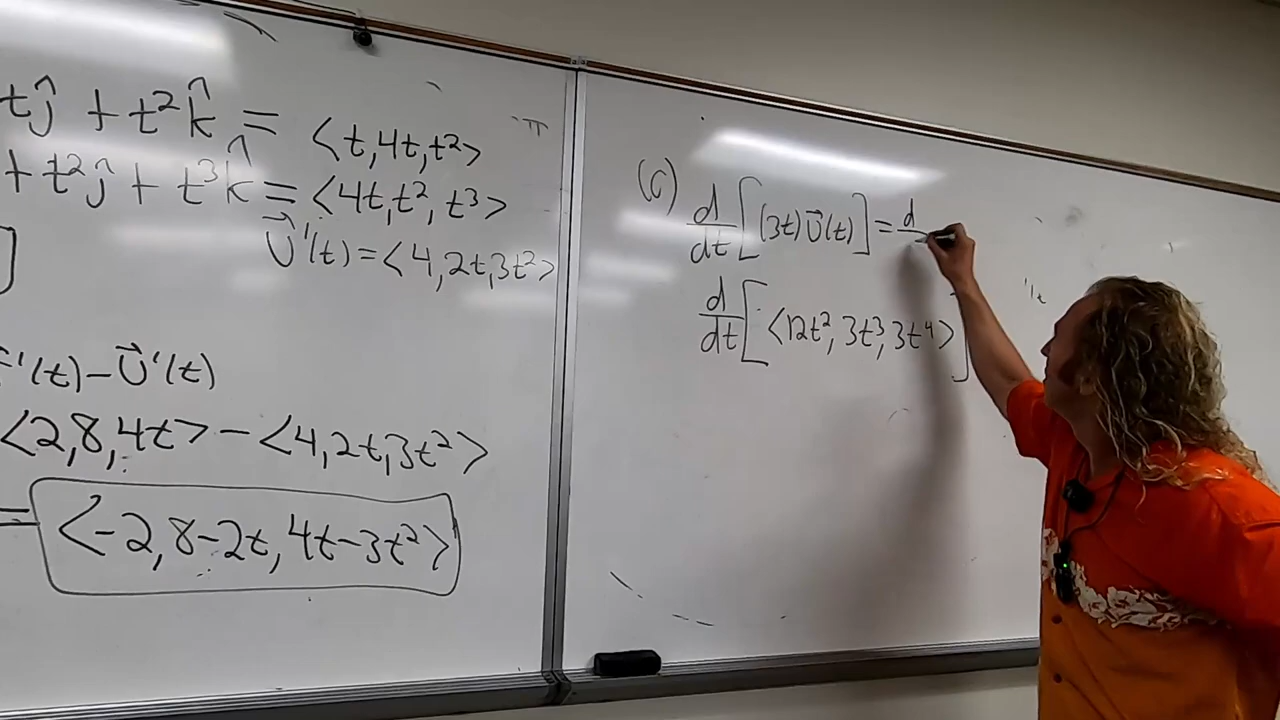 tĵ + t²k̂ = ⟨t, 4t, t²⟩
+ t²ĵ + t³k̂ = ⟨4t, t², t³⟩
U⃗'(t) = ⟨4, 2t, 3t²⟩
'(t) − U⃗'(t)
⟨2, 8, 4t⟩ − ⟨4, 2t, 3t²⟩
= ⟨−2, 8−2t, 4t−3t²⟩
(c) d/dt [(3t) U⃗(t)] = d
d/dt [⟨12t², 3t³, 3t⁴⟩]